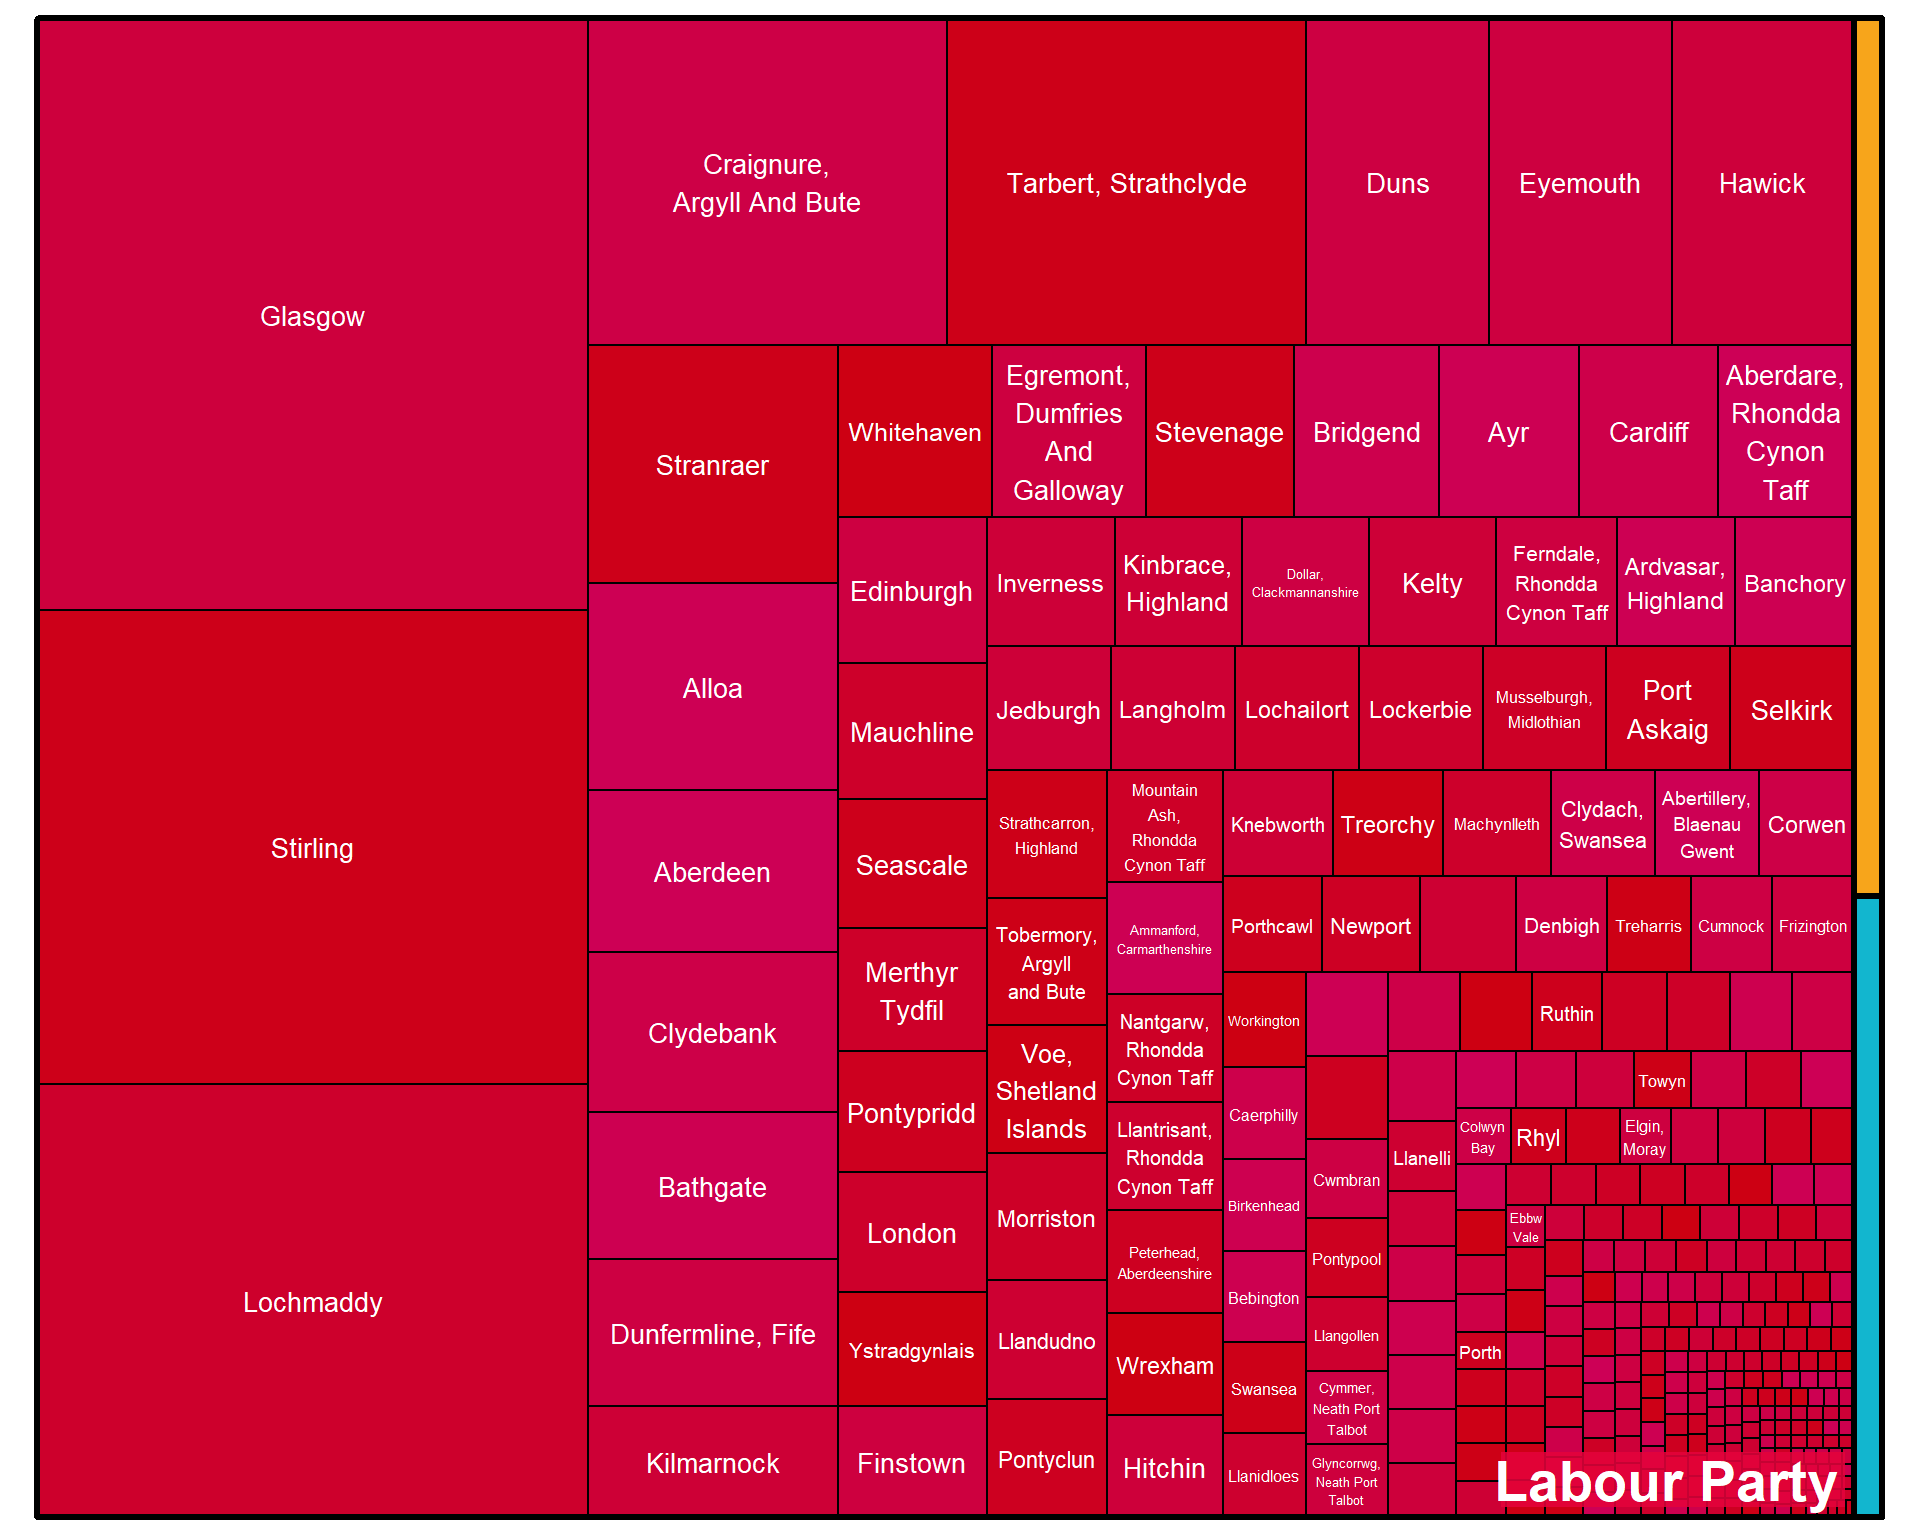 Glasgow
Stirling
Lochmaddy
Craignure,
Argyll And Bute
Tarbert, Strathclyde
Duns
Eyemouth
Hawick
Stranraer
Alloa
Aberdeen
Clydebank
Bathgate
Dunfermline, Fife
Kilmarnock
Whitehaven
Egremont,
Dumfries
And
Galloway
Stevenage
Bridgend
Ayr
Cardiff
Aberdare,
Rhondda
Cynon
Taff
Edinburgh
Mauchline
Seascale
Merthyr
Tydfil
Pontypridd
London
Ystradgynlais
Finstown
Inverness
Kinbrace,
Highland
Dollar,
Clackmannanshire
Kelty
Ferndale,
Rhondda
Cynon Taff
Ardvasar,
Highland
Banchory
Jedburgh
Langholm
Lochailort
Lockerbie
Musselburgh,
Midlothian
Port
Askaig
Selkirk
Strathcarron,
Highland
Tobermory,
Argyll
and Bute
Voe,
Shetland
Islands
Morriston
Llandudno
Pontyclun
Mountain
Ash,
Rhondda
Cynon Taff
Ammanford,
Carmarthenshire
Nantgarw,
Rhondda
Cynon Taff
Llantrisant,
Rhondda
Cynon Taff
Peterhead,
Aberdeenshire
Wrexham
Hitchin
Knebworth
Treorchy
Machynlleth
Clydach,
Swansea
Abertillery,
Blaenau
Gwent
Corwen
Porthcawl
Newport
Denbigh
Treharris
Cumnock
Frizington
Workington
Caerphilly
Birkenhead
Bebington
Swansea
Llanidloes
Cwmbran
Pontypool
Llangollen
Cymmer,
Neath Port
Talbot
Glyncorrwg,
Neath Port
Talbot
Ruthin
Llanelli
Towyn
Colwyn
Bay
Rhyl
Elgin,
Moray
Ebbw
Vale
Porth
Labour Party